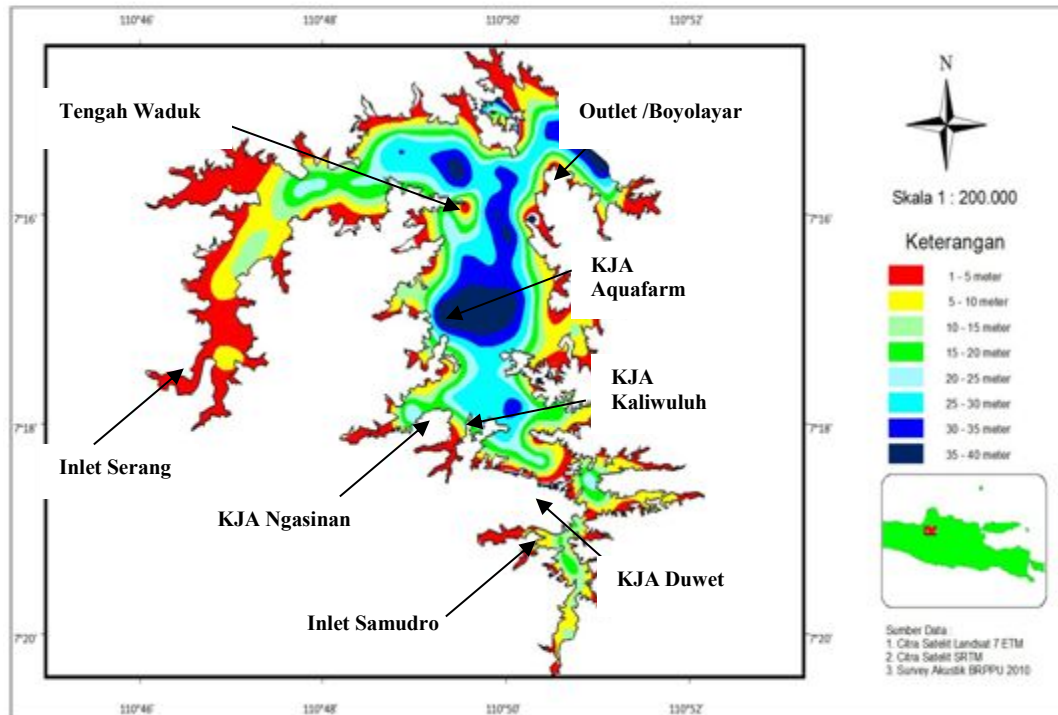 110°46' 110°48' 110°50' 110°52'
Tengah Waduk
Outlet /Boyolayar
N
Skala 1 : 200.000
7°16' 7°16'
Keterangan
1 - 5 meter
5 - 10 meter
10 - 15 meter
15 - 20 meter
20 - 25 meter
25 - 30 meter
30 - 35 meter
35 - 40 meter
KJA
Aquafarm
KJA
Kaliwuluh
7°18' 7°18'
Inlet Serang
KJA Ngasinan
KJA Duwet
Inlet Samudro
7°20' 7°20'
R
Sumber Data :
1. Citra Satelit Landsat 7 ETM
2. Citra Satelit SRTM
3. Survey Akustik BRPPU 2010
110°46' 110°48' 110°50' 110°52'